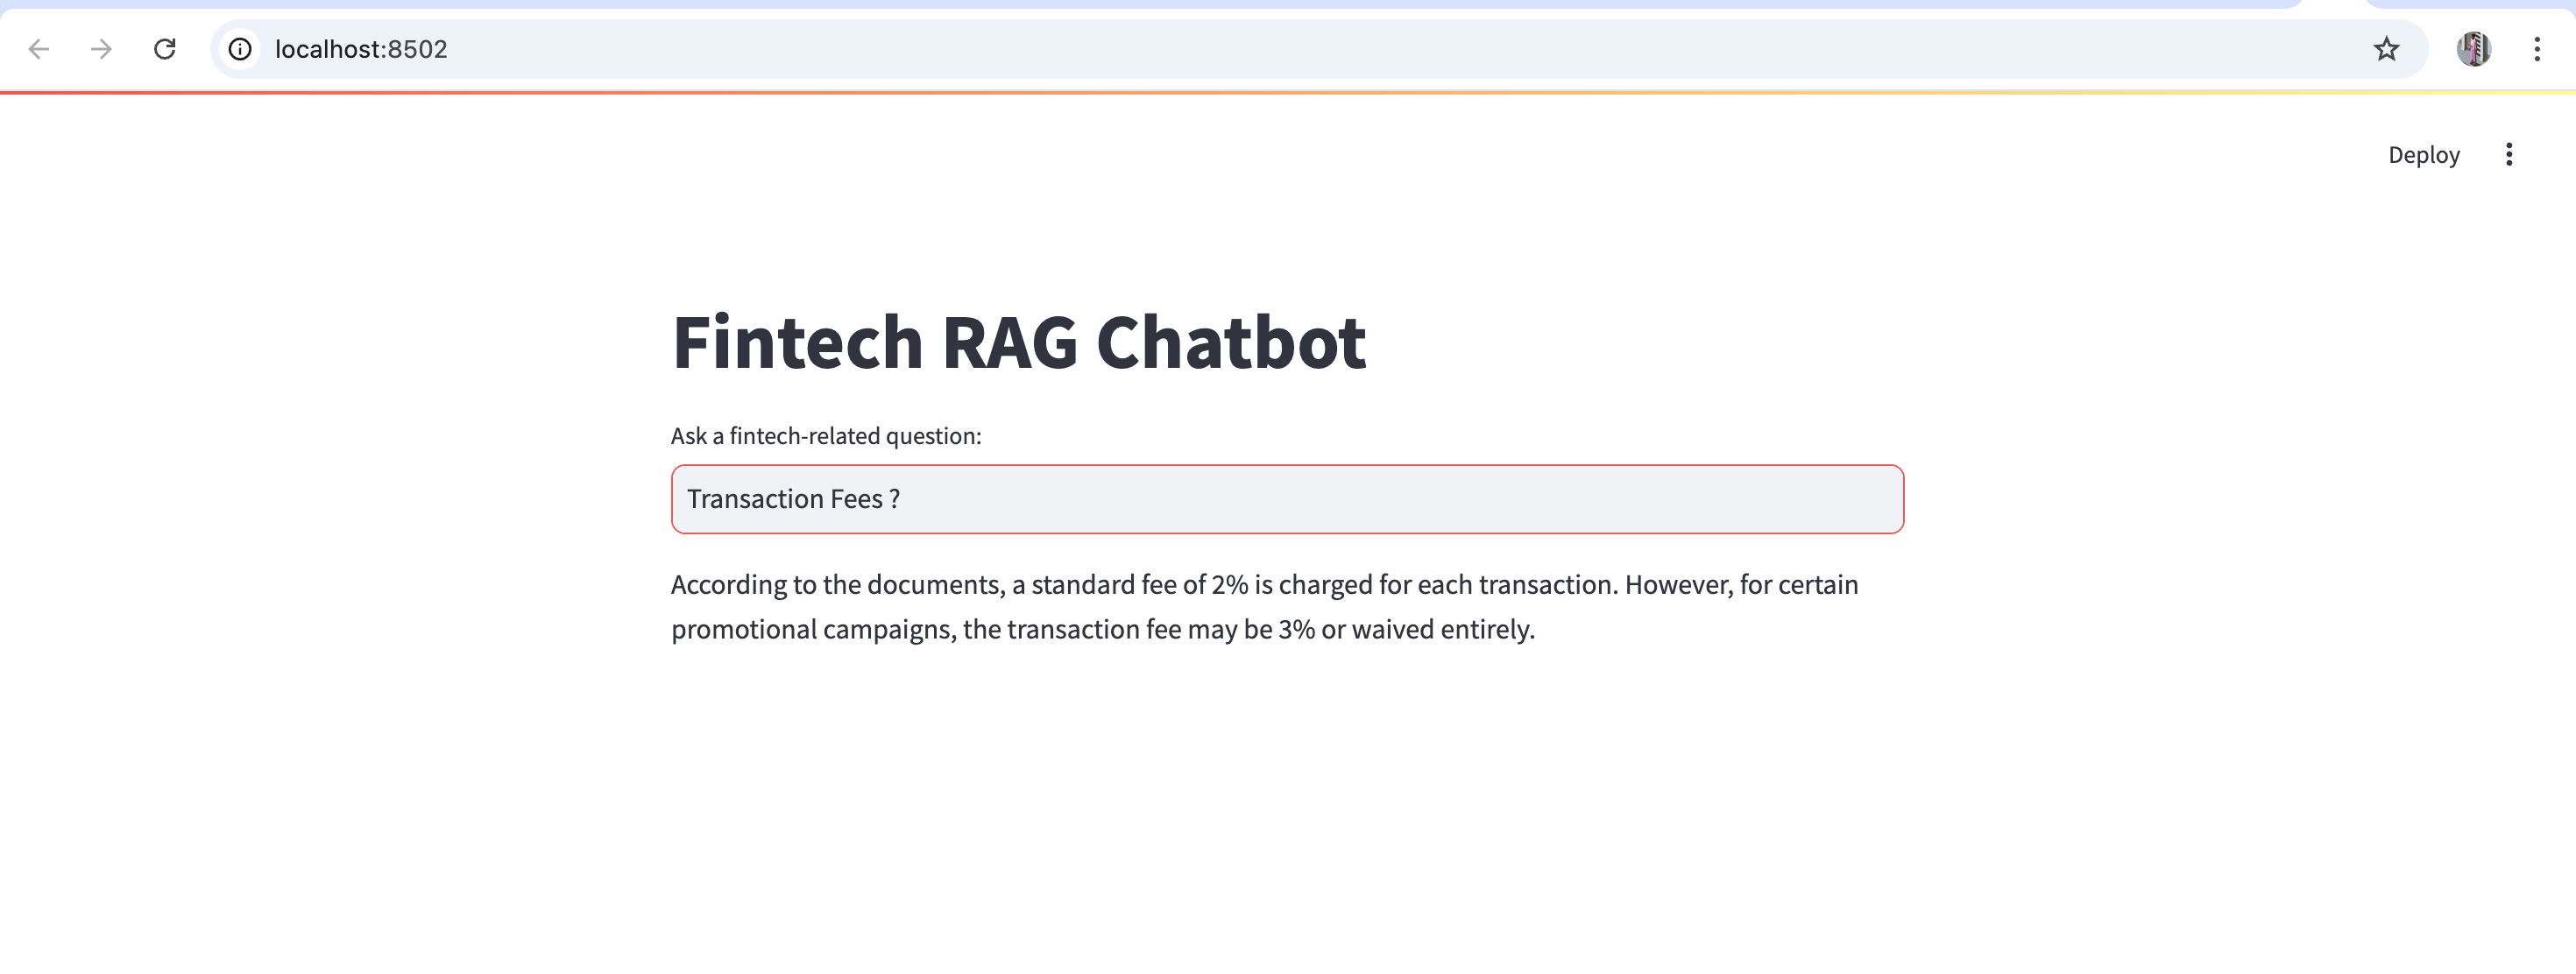 localhost:8502
Deploy
Fintech RAG Chatbot
Ask a fintech-related question:
Transaction Fees ?
According to the documents, a standard fee of 2% is charged for each transaction. However, for certain
promotional campaigns, the transaction fee may be 3% or waived entirely.